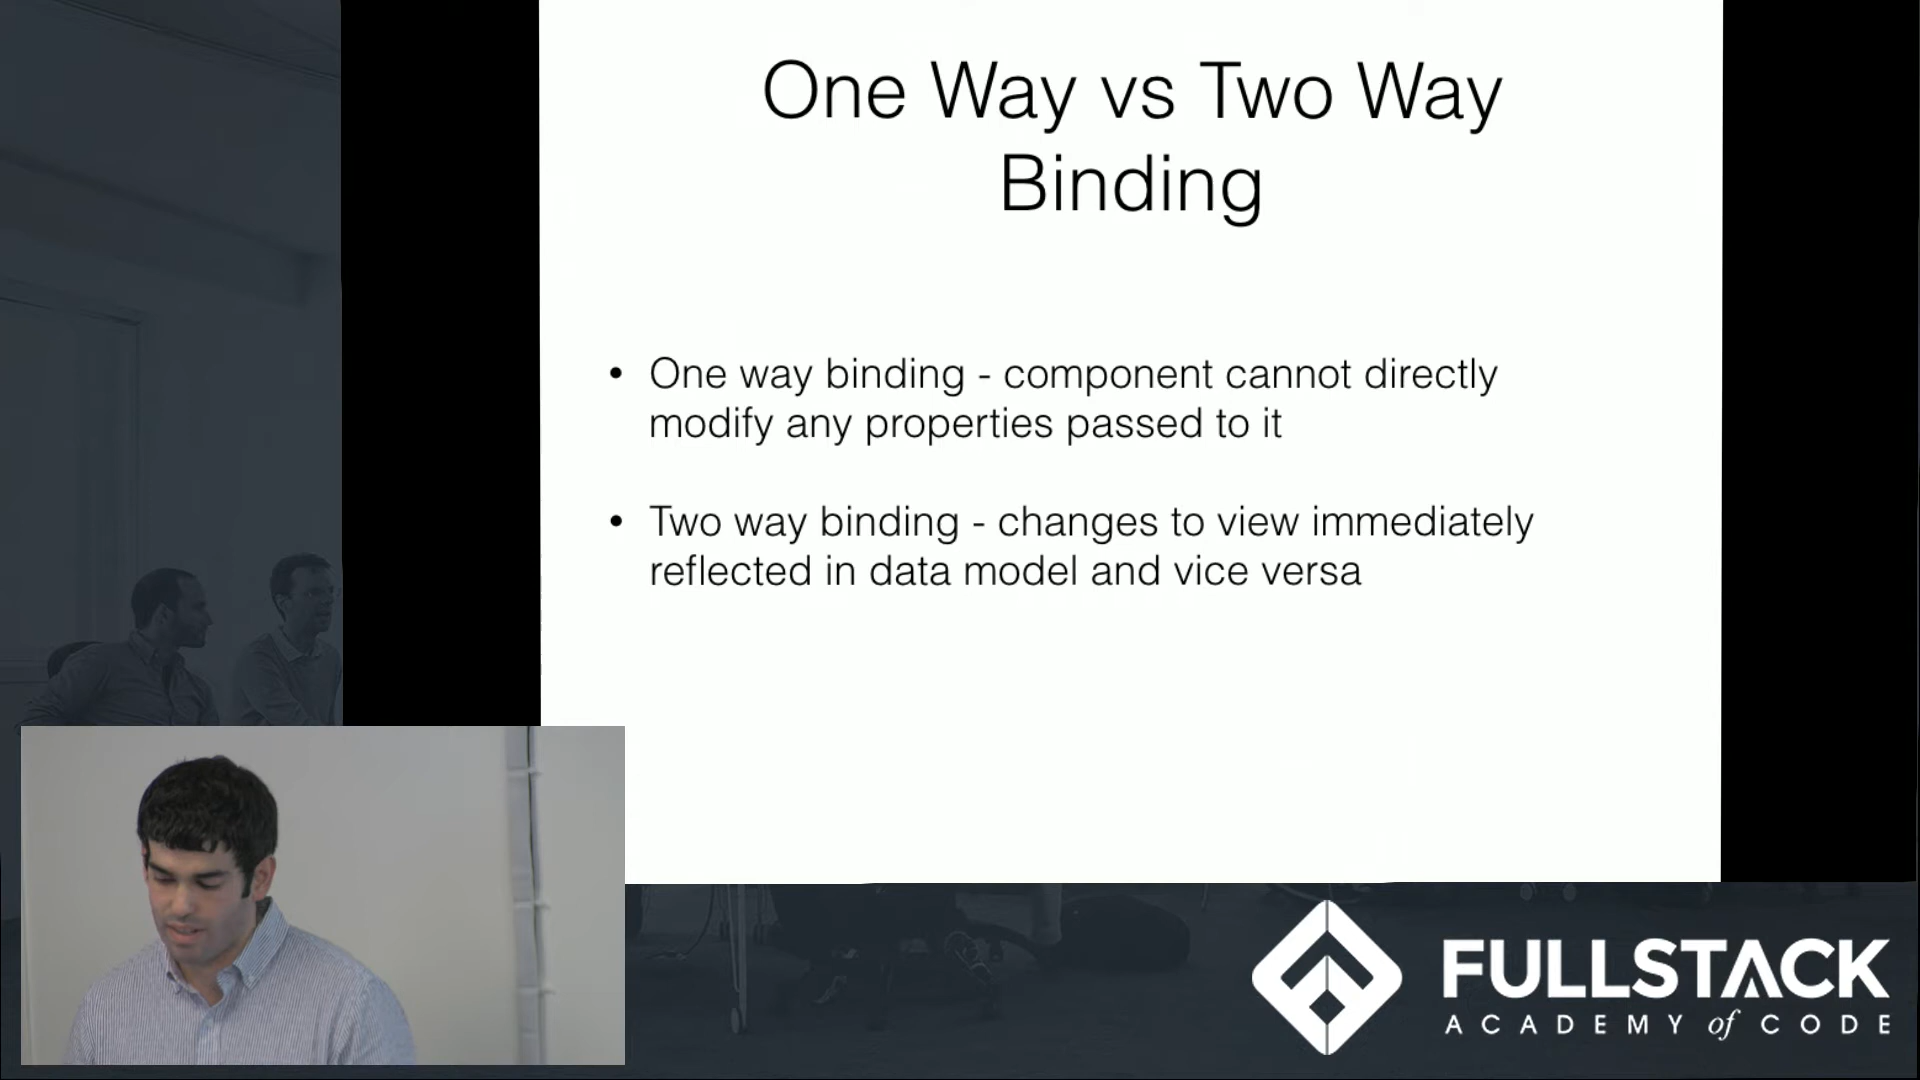 One Way vs Two Way
Binding
• One way binding - component cannot directly
modify any properties passed to it
• Two way binding - changes to view immediately
reflected in data model and vice versa
FULLSTACK
ACADEMY of CODE